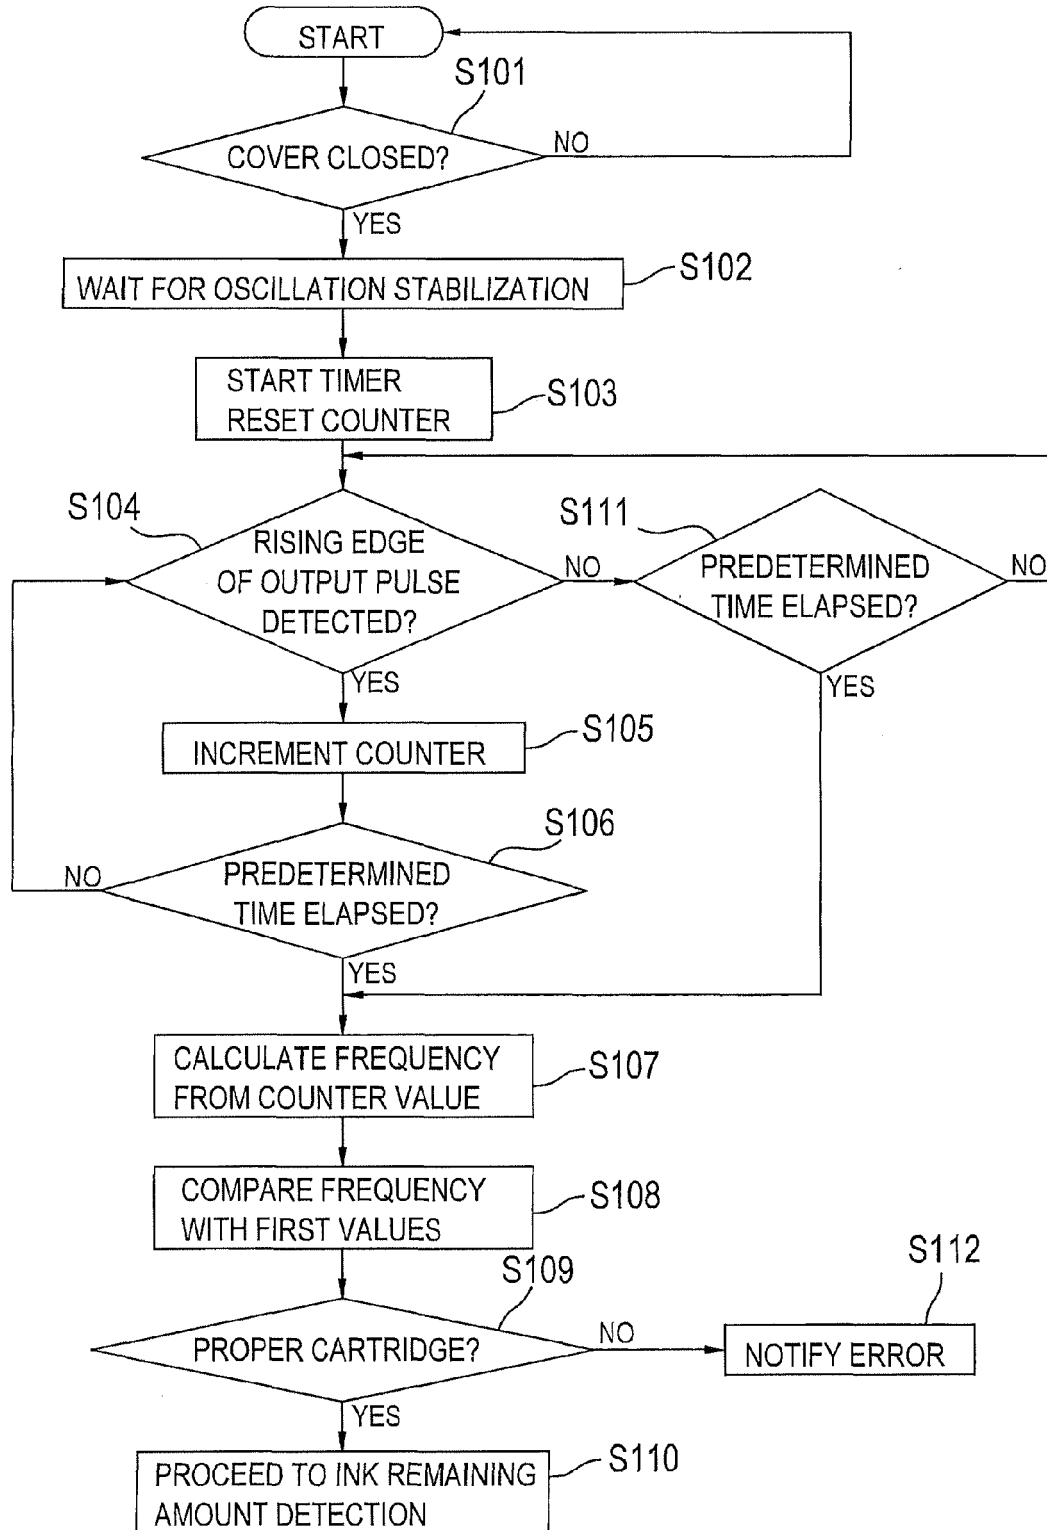 START
S101
COVER CLOSED?
NO
YES
WAIT FOR OSCILLATION STABILIZATION
S102
START TIMER
RESET COUNTER
S103
S104
RISING EDGE
OF OUTPUT PULSE
DETECTED?
NO
YES
S111
PREDETERMINED
TIME ELAPSED?
NO
YES
INCREMENT COUNTER
S105
S106
PREDETERMINED
TIME ELAPSED?
NO
YES
CALCULATE FREQUENCY
FROM COUNTER VALUE
S107
COMPARE FREQUENCY
WITH FIRST VALUES
S108
S109
PROPER CARTRIDGE?
NO
YES
S112
NOTIFY ERROR
PROCEED TO INK REMAINING
AMOUNT DETECTION
S110